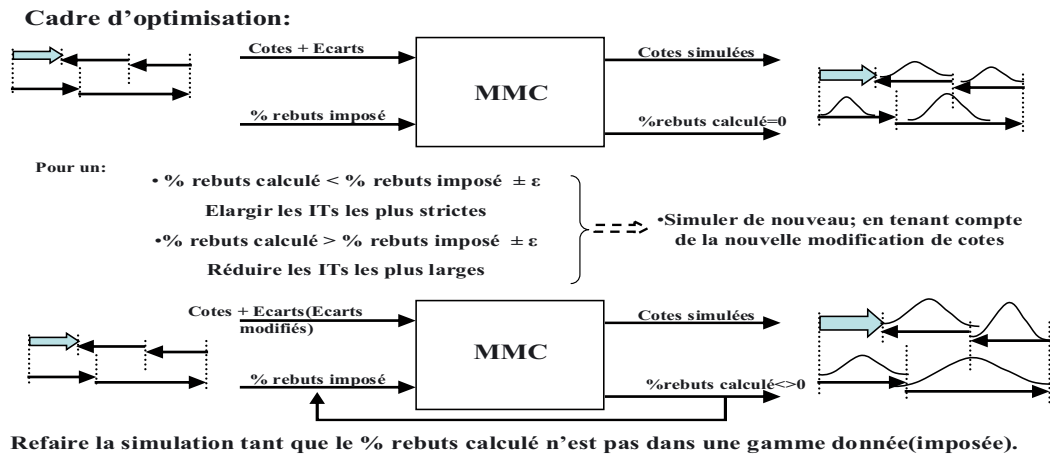 Cadre d'optimisation:
Cotes + Ecarts
% rebuts imposé
MMC
Cotes simulées
%rebuts calculé=0
Pour un:
• % rebuts calculé < % rebuts imposé ± ε
Elargir les ITs les plus strictes
•% rebuts calculé > % rebuts imposé ± ε
Réduire les ITs les plus larges
•Simuler de nouveau; en tenant compte
de la nouvelle modification de cotes
Cotes + Ecarts(Ecarts
modifiés)
% rebuts imposé
MMC
Cotes simulées
%rebuts calculé<>0
Refaire la simulation tant que le % rebuts calculé n'est pas dans une gamme donnée(imposée).